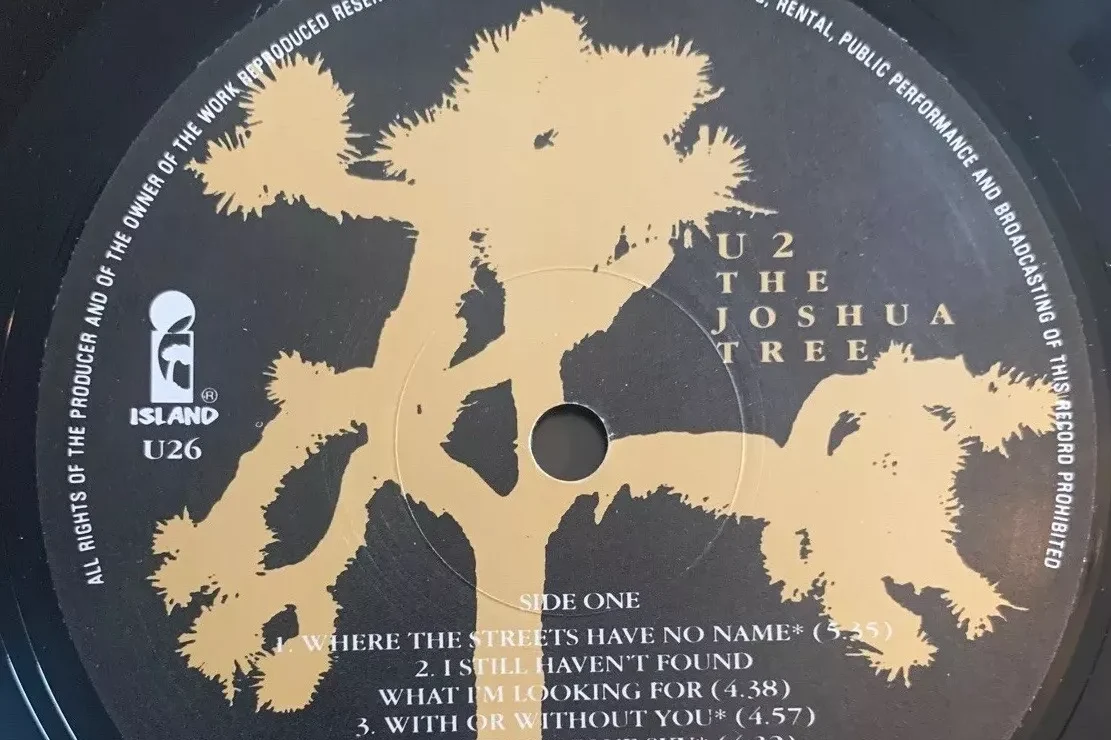 ALL RIGHTS OF THE PRODUCER AND OF THE OWNER OF THE WORK REPRODUCED
RENTAL, PUBLIC PERFORMANCE AND BROADCASTING OF THIS RECORD PROHIBITED
U 2
THE
JOSHUA
TREE
ISLAND ®
U26
SIDE ONE
1. WHERE THE STREETS HAVE NO NAME* (5.35)
2. I STILL HAVEN'T FOUND
WHAT I'M LOOKING FOR (4.38)
3. WITH OR WITHOUT YOU* (4.57)